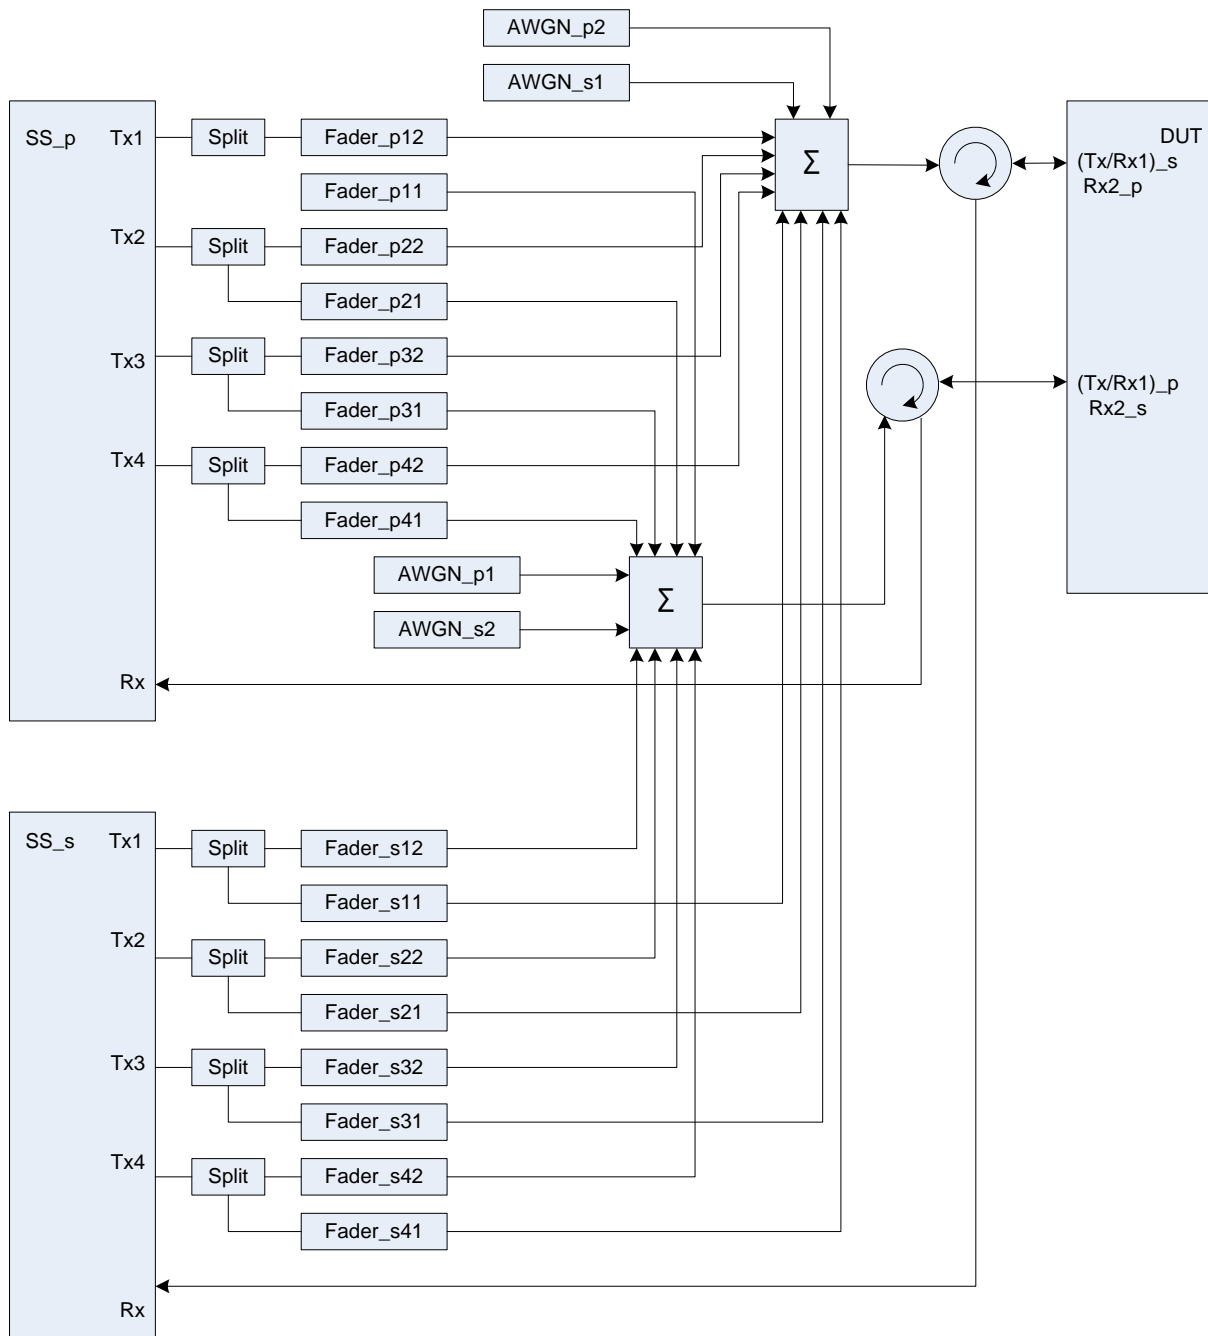 AWGN_p2
AWGN_s1
SS_p
Tx1
Split
Fader_p12
Σ
DUT
(Tx/Rx1)_s
Rx2_p
Fader_p11
Tx2
Split
Fader_p22
Fader_p21
Tx3
Split
Fader_p32
(Tx/Rx1)_p
Rx2_s
Fader_p31
Tx4
Split
Fader_p42
Fader_p41
AWGN_p1
Σ
AWGN_s2
Rx
SS_s
Tx1
Split
Fader_s12
Fader_s11
Tx2
Split
Fader_s22
Fader_s21
Tx3
Split
Fader_s32
Fader_s31
Tx4
Split
Fader_s42
Fader_s41
Rx